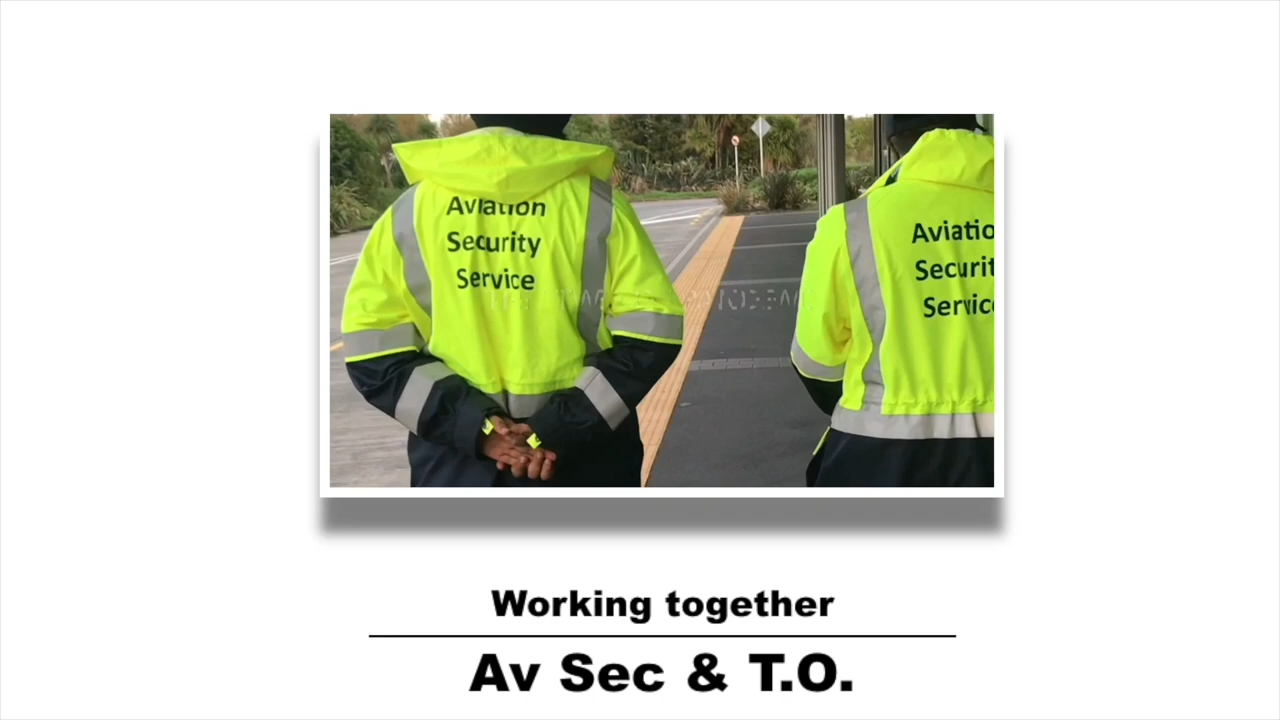 Aviation
Security
Service
Aviatio
Securit
Servic
Working together
Av Sec & T.O.